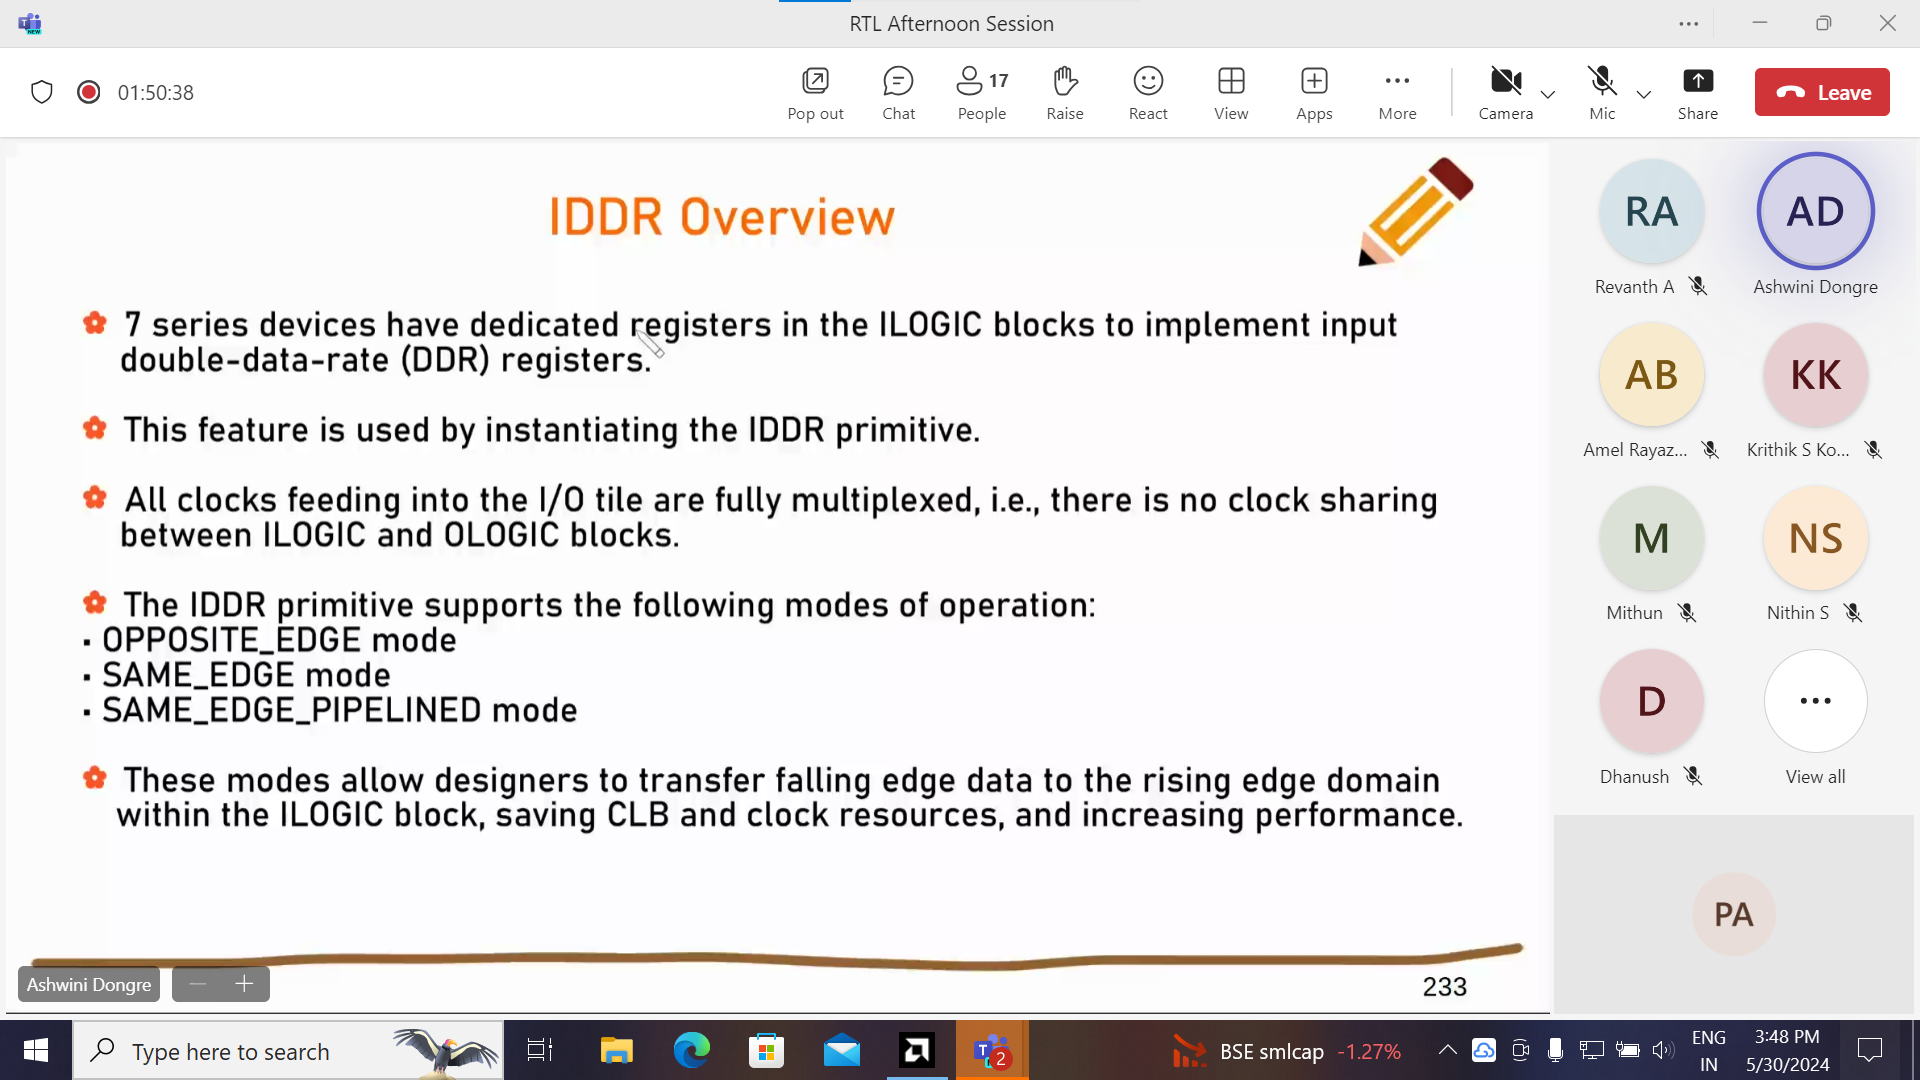 RTL Afternoon Session
NEW
01:50:38
Pop out
Chat
17
People
Raise
React
View
Apps
More
Camera
Mic
Share
Leave
IDDR Overview
7 series devices have dedicated registers in the ILOGIC blocks to implement input
double-data-rate (DDR) registers.
This feature is used by instantiating the IDDR primitive.
All clocks feeding into the I/O tile are fully multiplexed, i.e., there is no clock sharing
between ILOGIC and OLOGIC blocks.
The IDDR primitive supports the following modes of operation:
▪ OPPOSITE_EDGE mode
▪ SAME_EDGE mode
▪ SAME_EDGE_PIPELINED mode
These modes allow designers to transfer falling edge data to the rising edge domain
within the ILOGIC block, saving CLB and clock resources, and increasing performance.
233
Ashwini Dongre
RA
Revanth A
AD
Ashwini Dongre
AB
Amel Rayaz...
KK
Krithik S Ko...
M
Mithun
NS
Nithin S
D
Dhanush
View all
PA
Type here to search
2
BSE smlcap -1.27%
ENG
IN
3:48 PM
5/30/2024